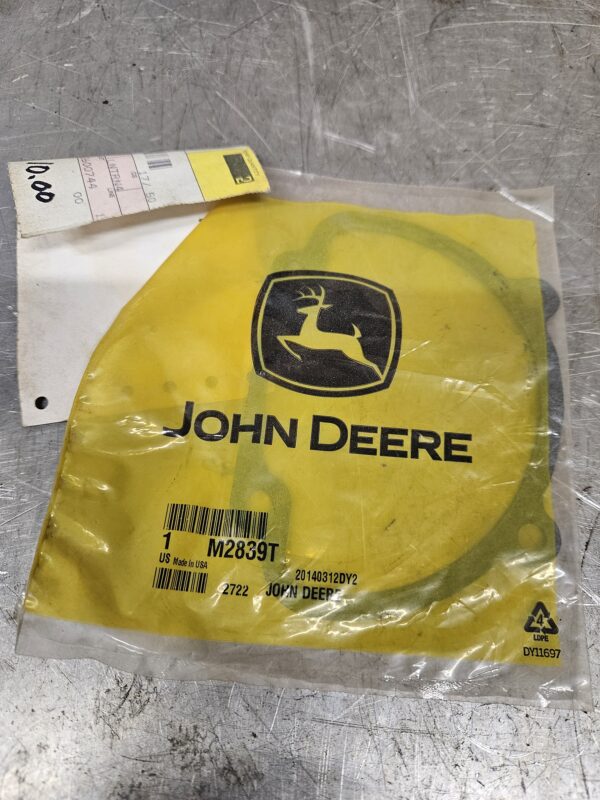 10.00
JOHN DEERE
1 M2839T
US Made in USA
20140312DY2
2722 JOHN DEERE
4
LDPE
DY11697